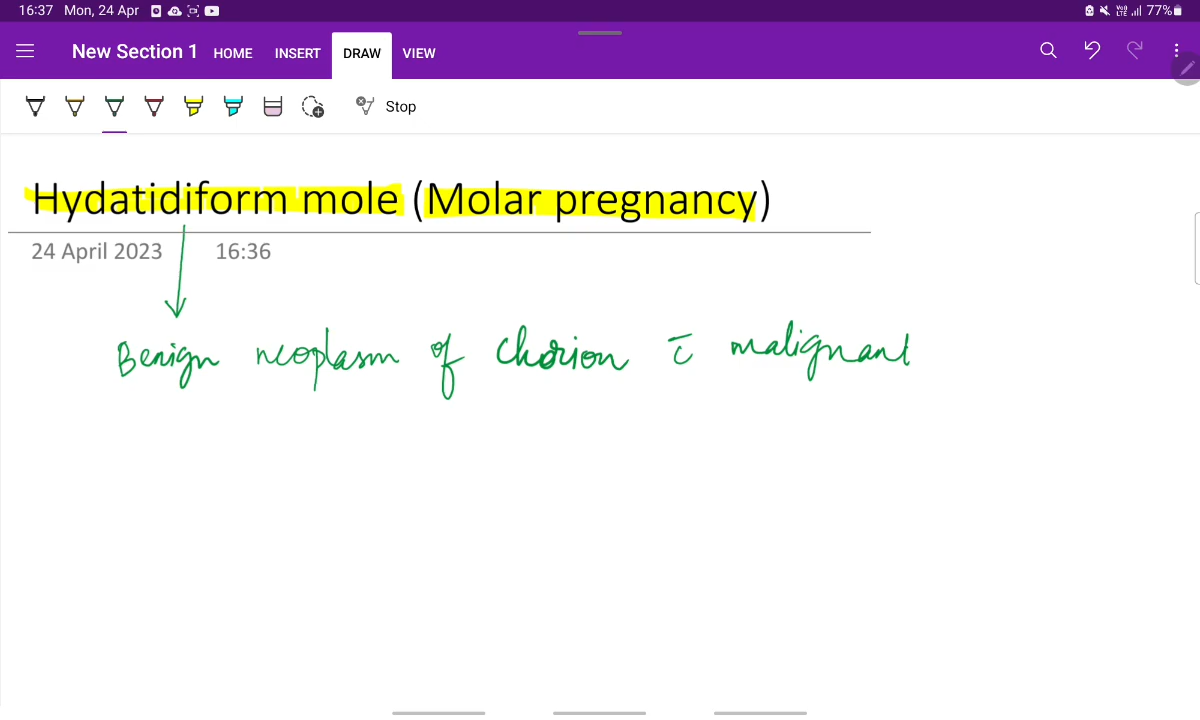 16:37 Mon, 24 Apr 77%
New Section 1 HOME INSERT DRAW VIEW
Stop
Hydatidiform mole (Molar pregnancy)
24 April 2023 16:36
Benign neoplasm of Chorion c̄ malignant